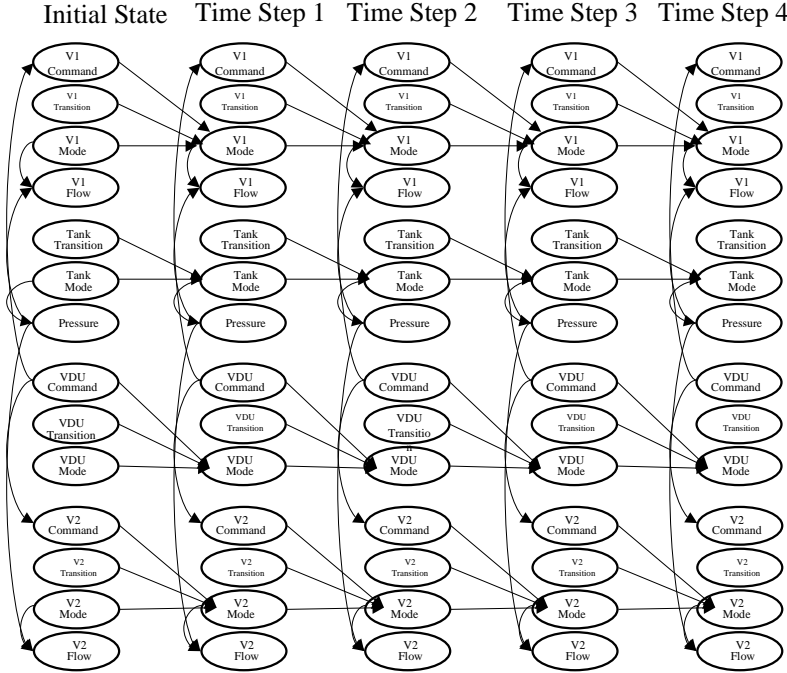 Initial State Time Step 1 Time Step 2 Time Step 3 Time Step 4
V1 V1 V1 V1 V1
Command Command Command Command Command
V1 V1 V1 V1 V1
Transition Transition Transition Transition Transition
V1 V1 V1 V1 V1
Mode Mode Mode Mode Mode
V1 V1 V1 V1 V1
Flow Flow Flow Flow Flow
Tank Tank Tank Tank Tank
Transition Transition Transition Transition Transition
Tank Tank Tank Tank Tank
Mode Mode Mode Mode Mode
Pressure Pressure Pressure Pressure Pressure
VDU VDU VDU VDU VDU
Command Command Command Command Command
VDU VDU VDU VDU VDU
Transition Transition Transitio Transition Transition
n
VDU VDU VDU VDU VDU
Mode Mode Mode Mode Mode
V2 V2 V2 V2 V2
Command Command Command Command Command
V2 V2 V2 V2 V2
Transition Transition Transition Transition Transition
V2 V2 V2 V2 V2
Mode Mode Mode Mode Mode
V2 V2 V2 V2 V2
Flow Flow Flow Flow Flow